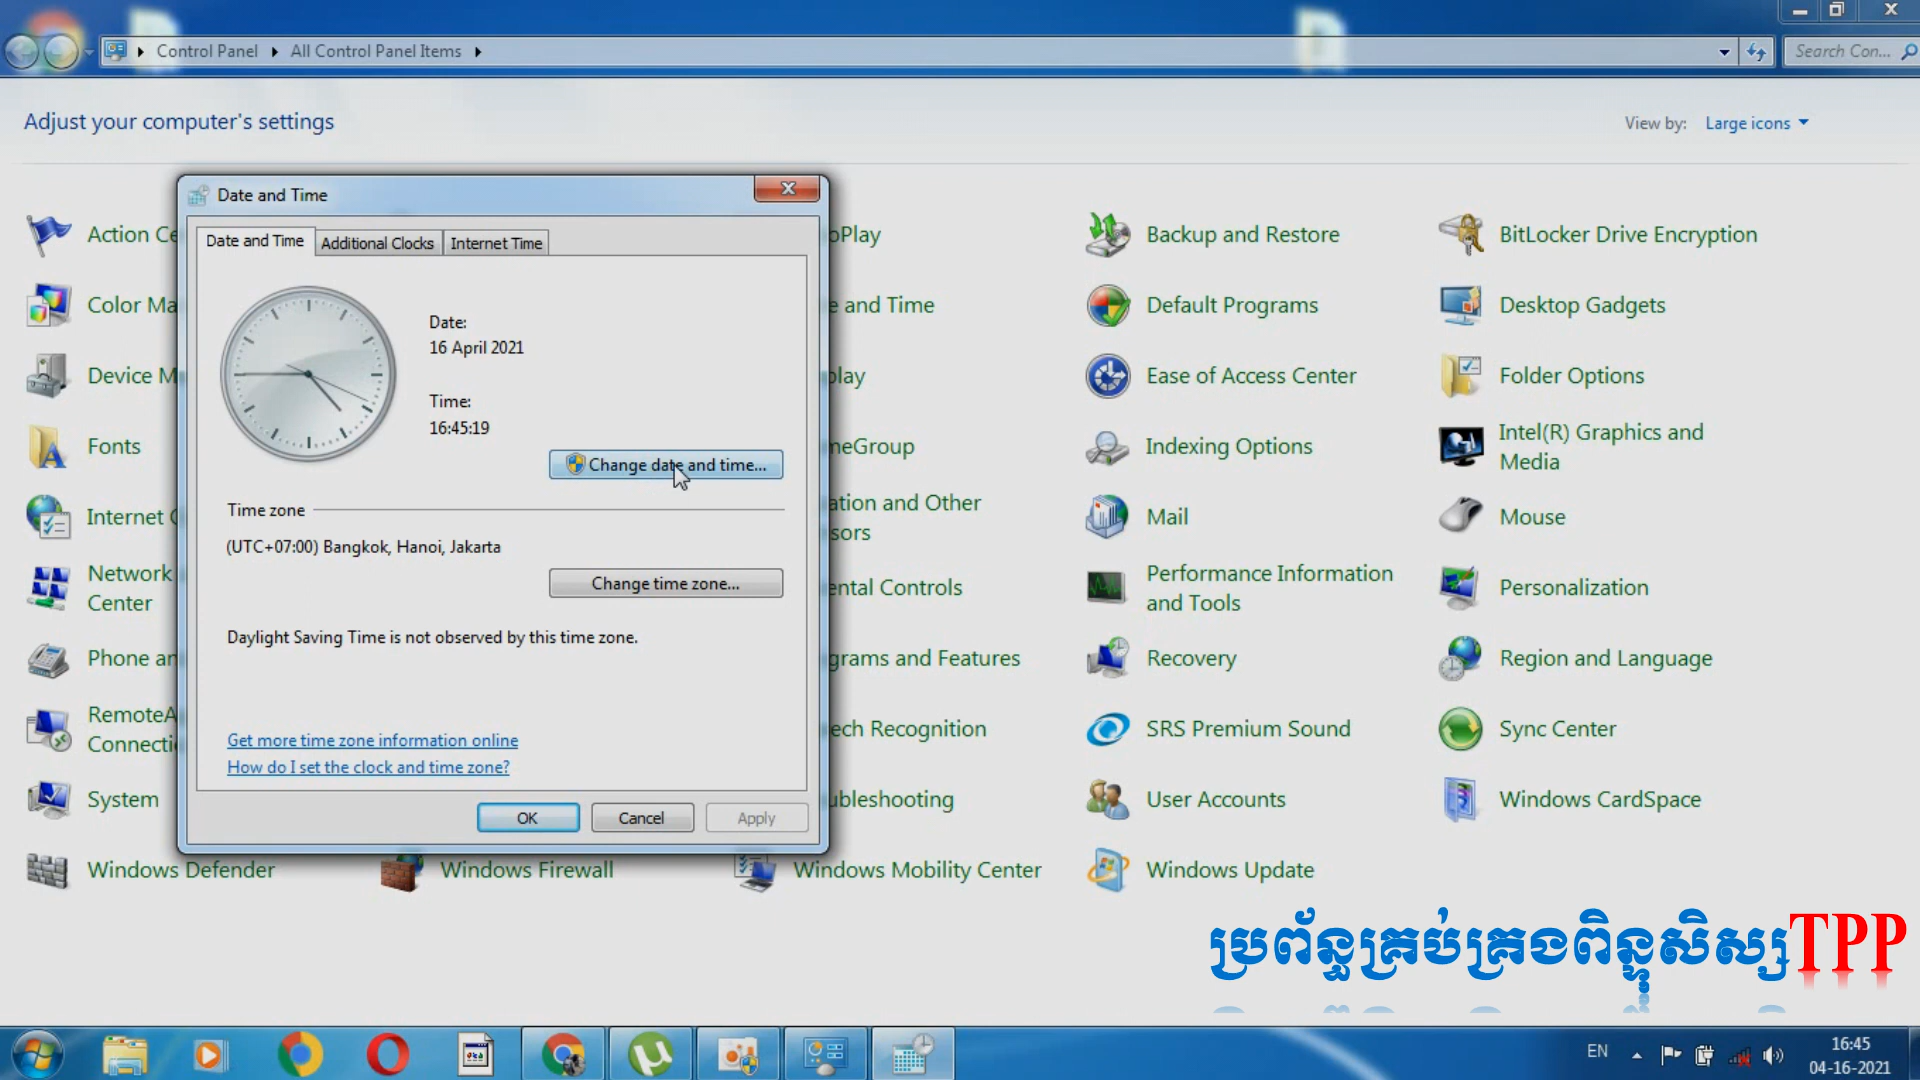 Control Panel
All Control Panel Items
Search Con...
Adjust your computer's settings
View by: Large icons
Date and Time
Date and Time
Additional Clocks
Internet Time
Date:
16 April 2021
Time:
16:45:19
Change date and time...
Time zone
(UTC+07:00) Bangkok, Hanoi, Jakarta
Change time zone...
Daylight Saving Time is not observed by this time zone.
Get more time zone information online
How do I set the clock and time zone?
OK
Cancel
Apply
Action Ce
oPlay
Backup and Restore
BitLocker Drive Encryption
Color Ma
e and Time
Default Programs
Desktop Gadgets
Device M
play
Ease of Access Center
Folder Options
Fonts
meGroup
Indexing Options
Intel(R) Graphics and
Media
Internet
ation and Other
sors
Mail
Mouse
Network
Center
ental Controls
Performance Information
and Tools
Personalization
Phone an
grams and Features
Recovery
Region and Language
RemoteA
Connecti
ech Recognition
SRS Premium Sound
Sync Center
System
ubleshooting
User Accounts
Windows CardSpace
Windows Defender
Windows Firewall
Windows Mobility Center
Windows Update
ប្រព័ន្ធគ្រប់គ្រងពិន្ទុសិស្សTPP
EN
16:45
04-16-2021